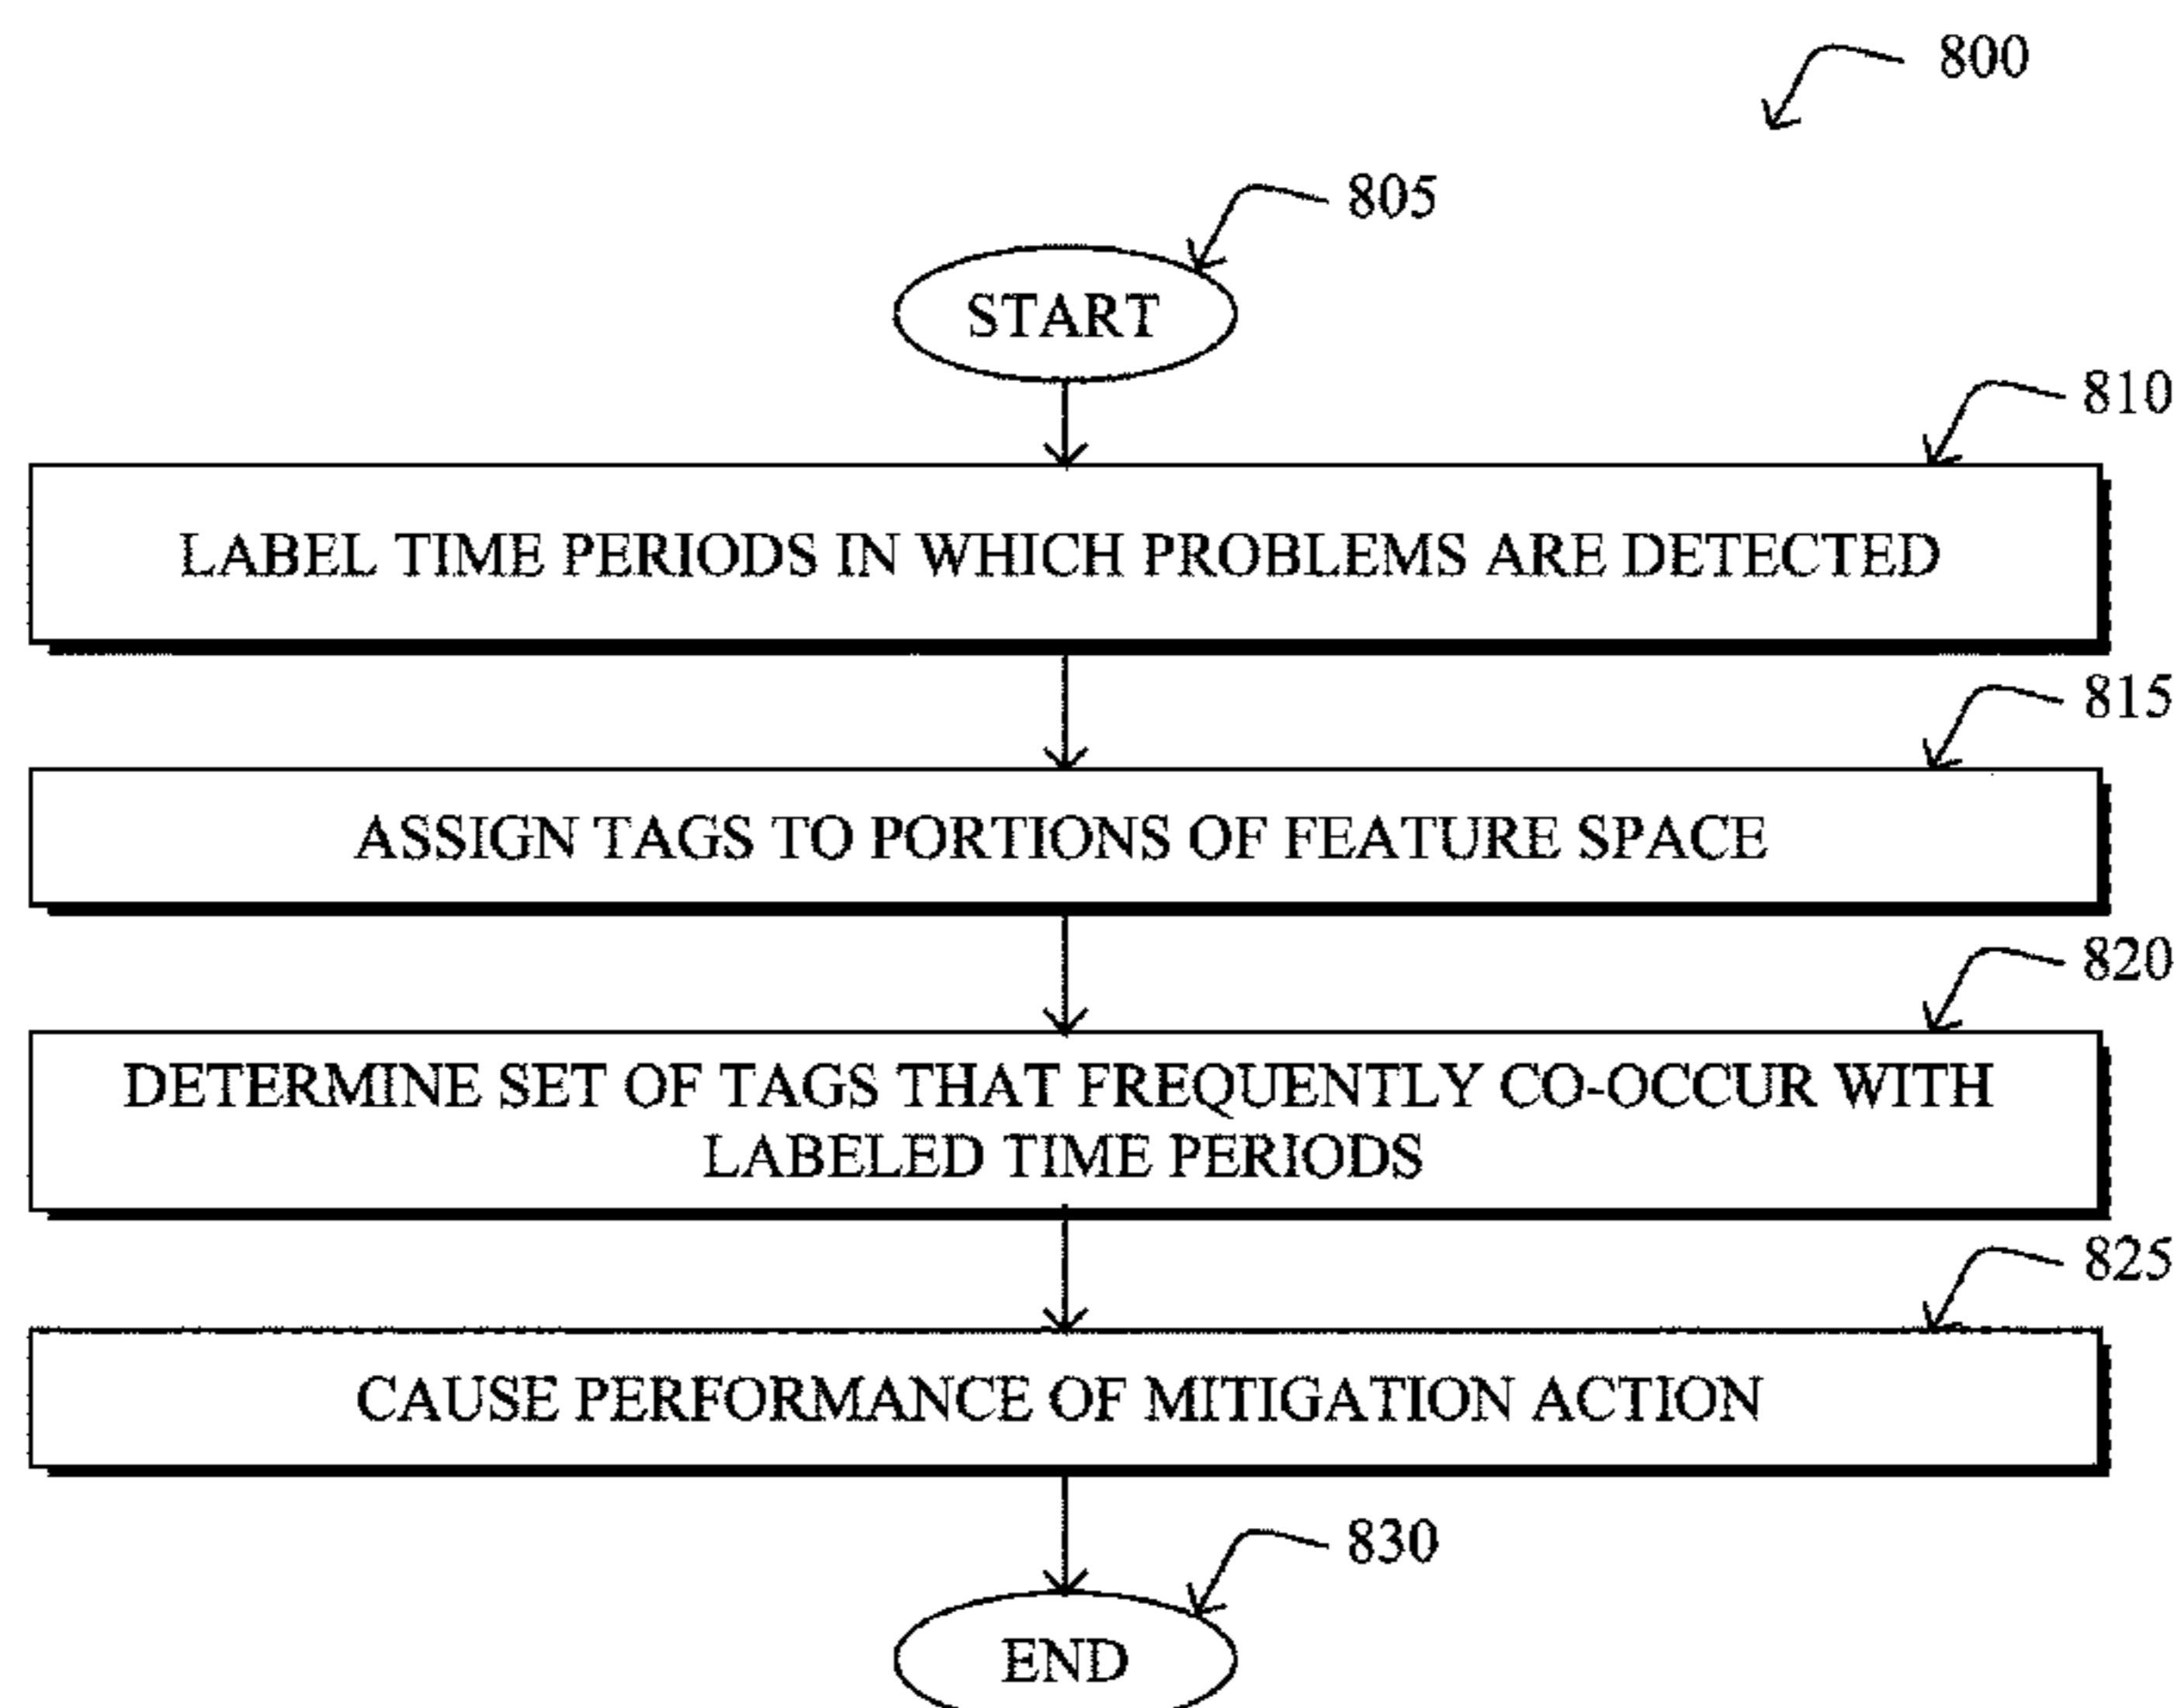 800
805
START
810
LABEL TIME PERIODS IN WHICH PROBLEMS ARE DETECTED
815
ASSIGN TAGS TO PORTIONS OF FEATURE SPACE
820
DETERMINE SET OF TAGS THAT FREQUENTLY CO-OCCUR WITH
LABELED TIME PERIODS
825
CAUSE PERFORMANCE OF MITIGATION ACTION
830
END